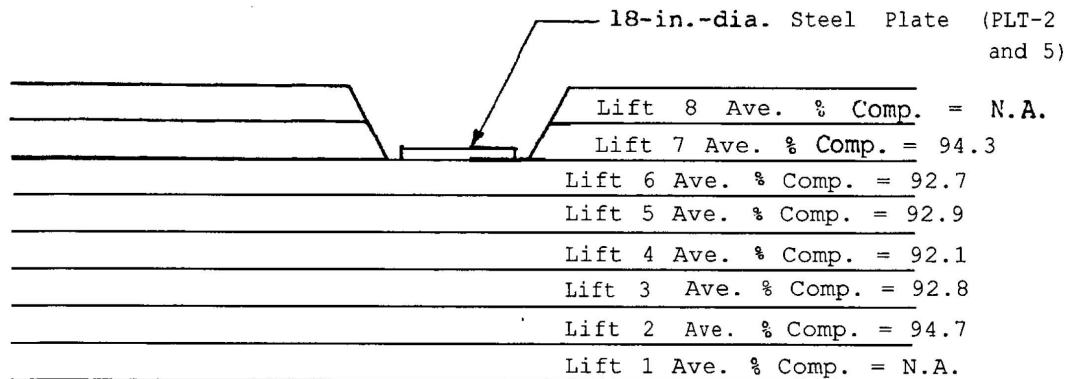 18-in.-dia. Steel Plate (PLT-2
and 5)
Lift 8 Ave. % Comp. = N.A.
Lift 7 Ave. % Comp. = 94.3
Lift 6 Ave. % Comp. = 92.7
Lift 5 Ave. % Comp. = 92.9
Lift 4 Ave. % Comp. = 92.1
Lift 3 Ave. % Comp. = 92.8
Lift 2 Ave. % Comp. = 94.7
Lift 1 Ave. % Comp. = N.A.